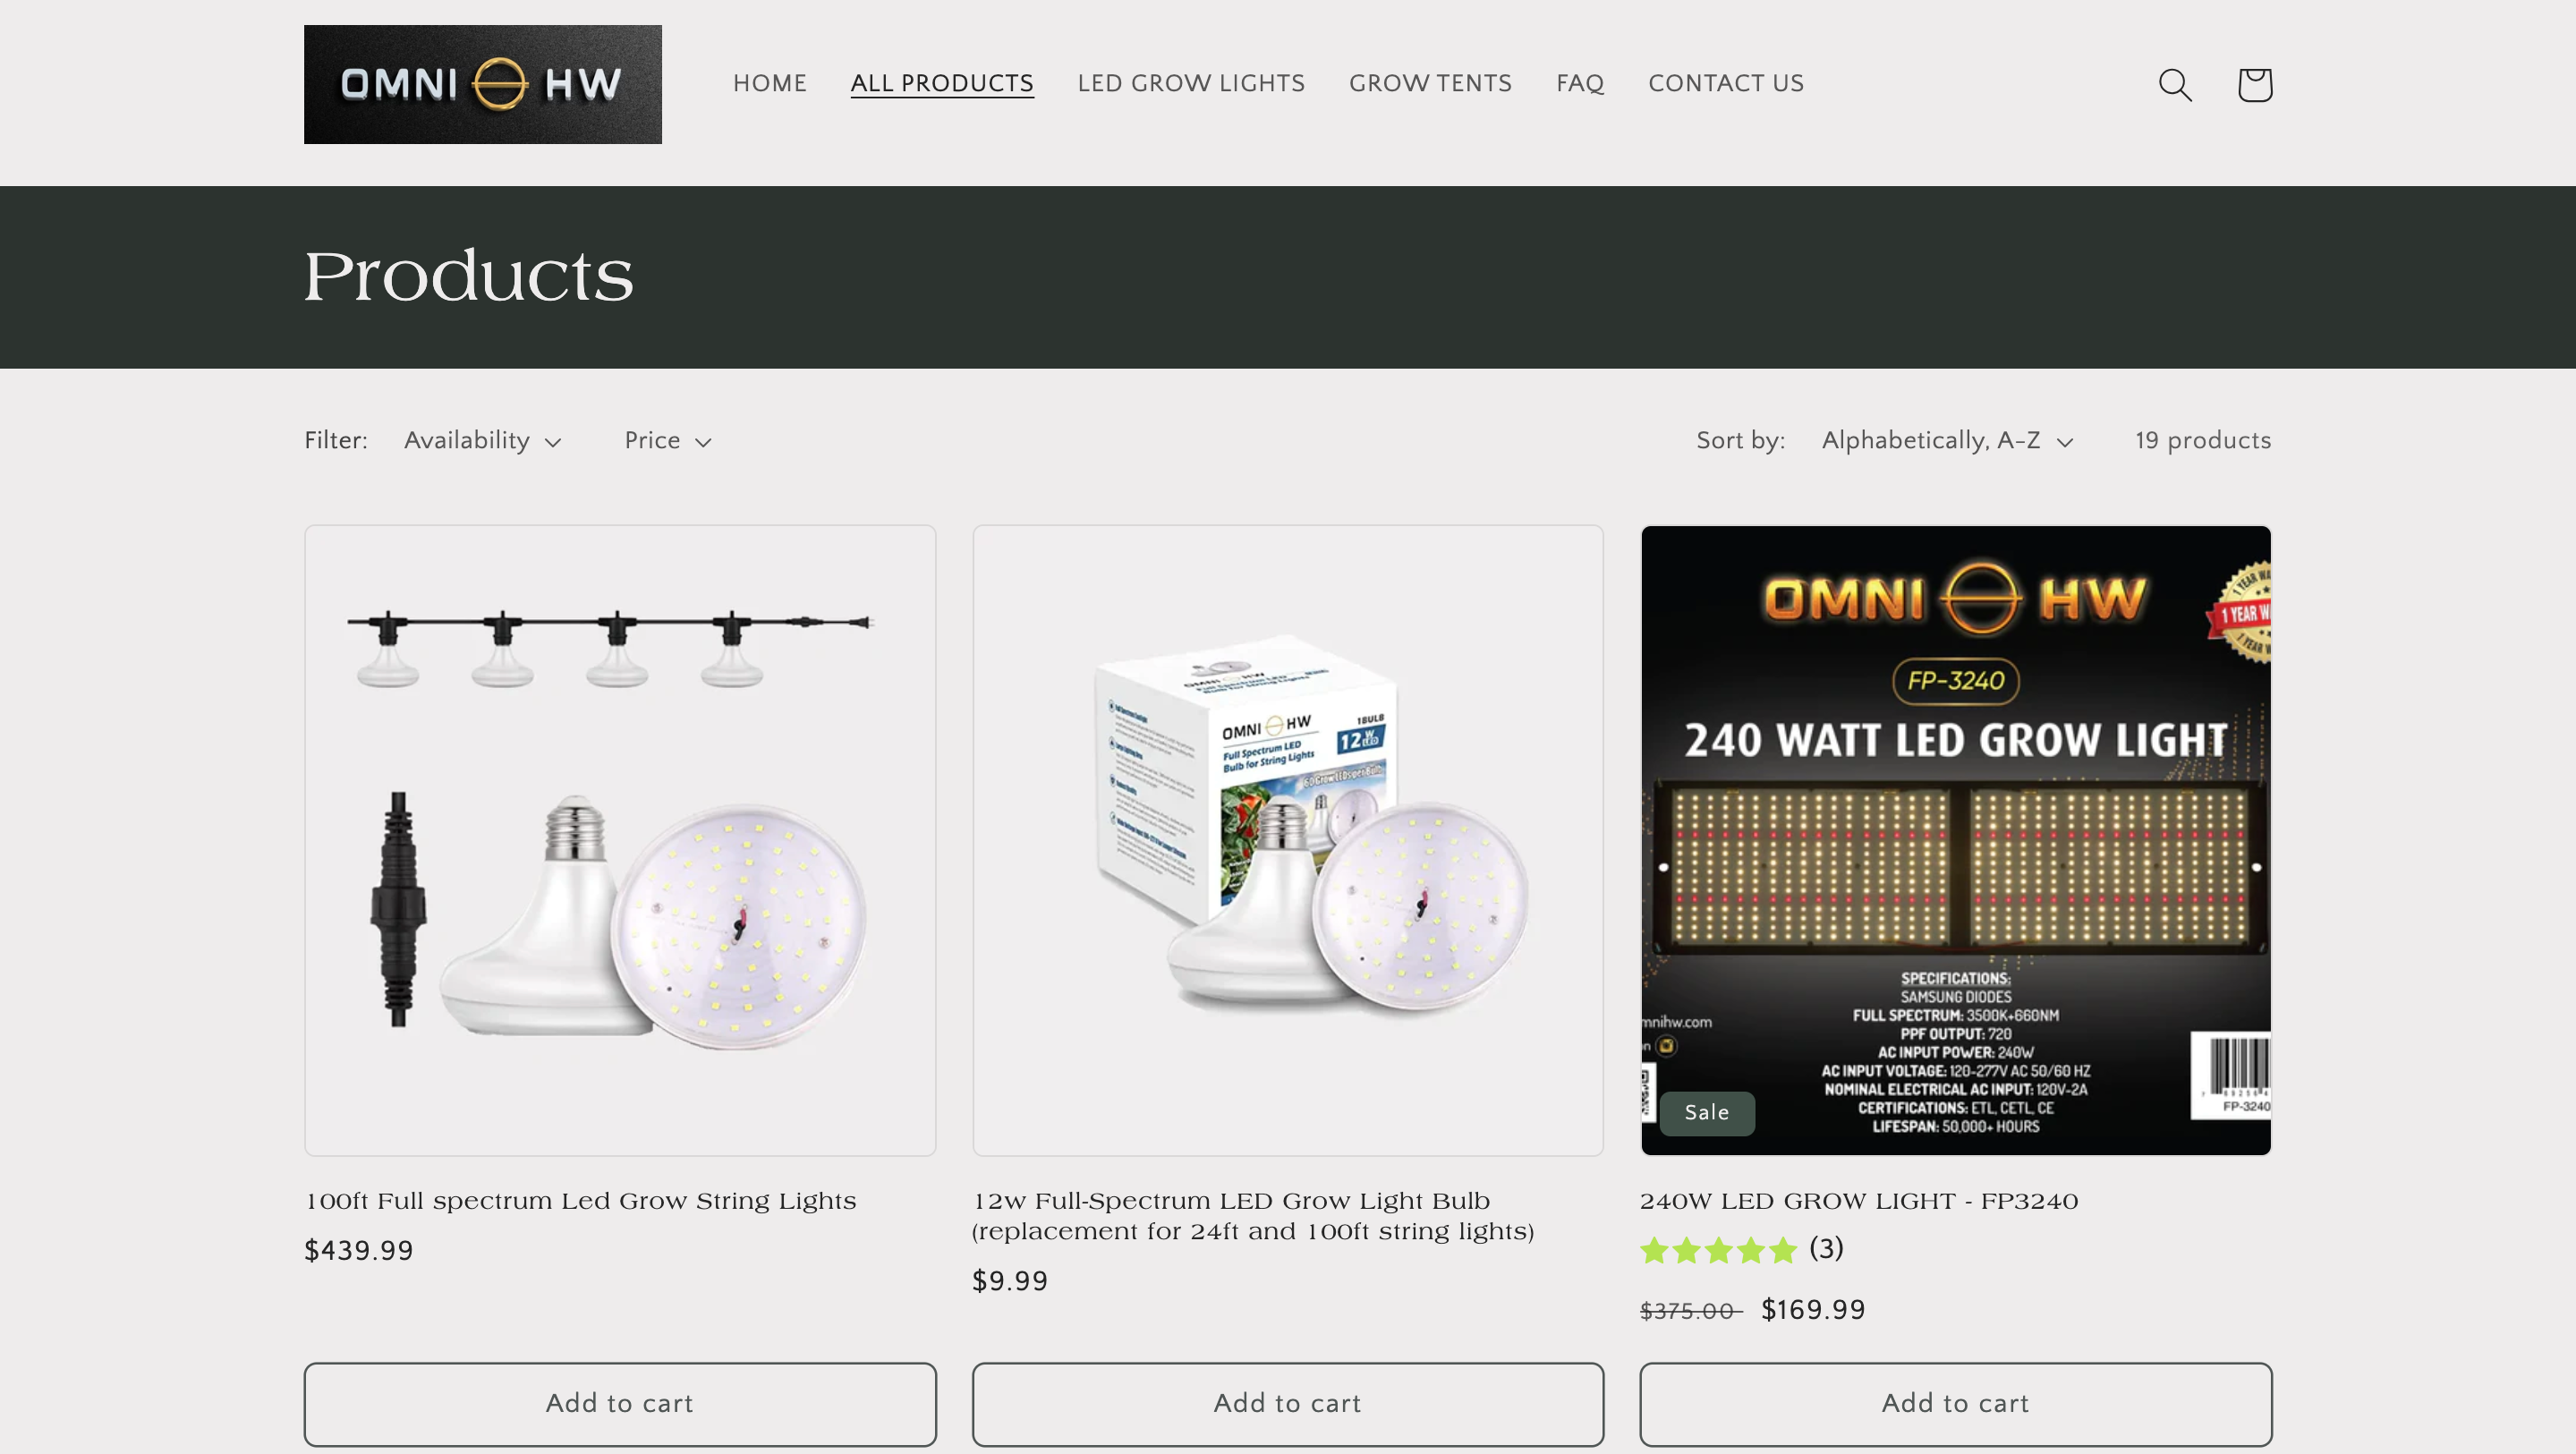 OMNI HW
HOME
ALL PRODUCTS
LED GROW LIGHTS
GROW TENTS
FAQ
CONTACT US
Products
Filter:
Availability
Price
Sort by:
Alphabetically, A-Z
19 products
OMNI HW
1BULB
12W LED
Full Spectrum LED
Bulb for String Lights
60 Grow LEDs per Bulb
OMNI HW
1 YEAR W
FP-3240
240 WATT LED GROW LIGHT
SPECIFICATIONS:
SAMSUNG DIODES
FULL SPECTRUM: 3500K+660NM
PPF OUTPUT: 720
AC INPUT POWER: 240W
AC INPUT VOLTAGE: 120-277V AC 50/60 HZ
NOMINAL ELECTRICAL AC INPUT: 120V-2A
CERTIFICATIONS: ETL, CETL, CE
LIFESPAN: 50,000+ HOURS
mnihw.com
FP-3240
Sale
100ft Full spectrum Led Grow String Lights
$439.99
Add to cart
12w Full-Spectrum LED Grow Light Bulb
(replacement for 24ft and 100ft string lights)
$9.99
Add to cart
240W LED GROW LIGHT - FP3240
(3)
$375.00 $169.99
Add to cart